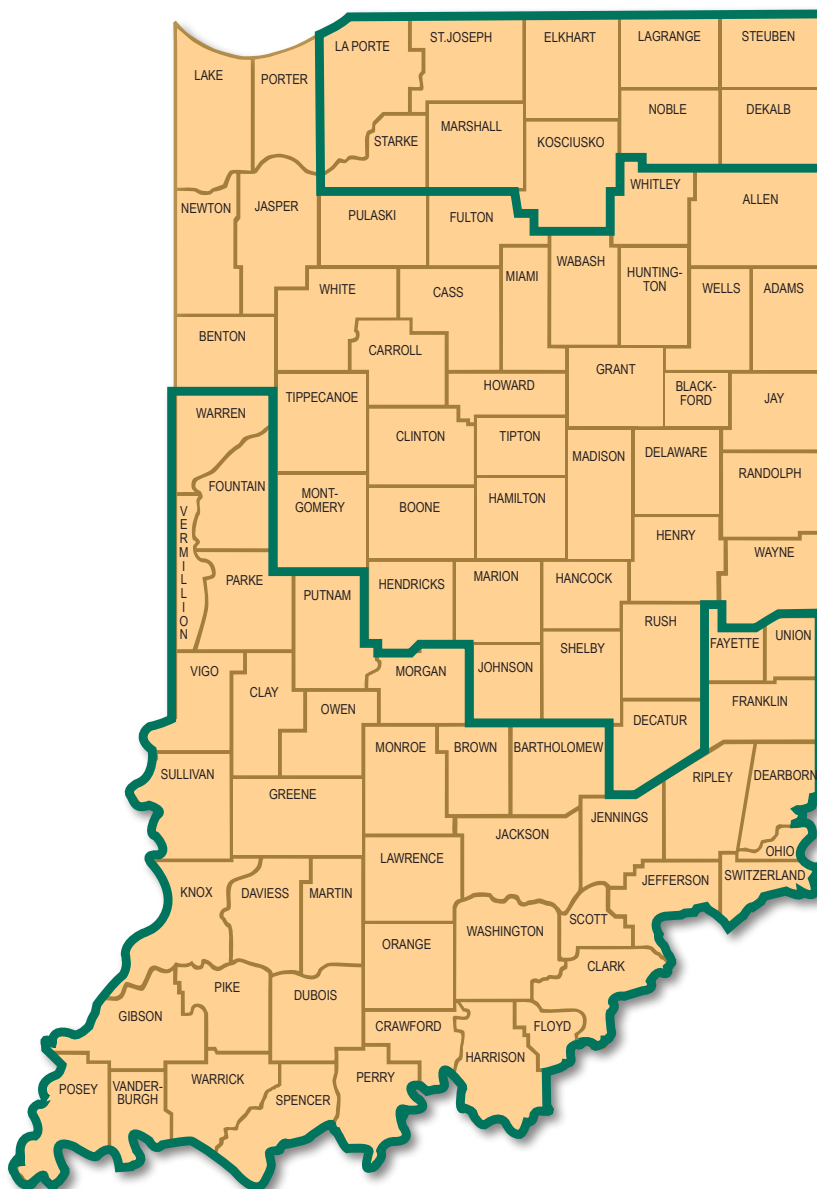 LAKE
PORTER
LA PORTE
ST.JOSEPH
ELKHART
LAGRANGE
STEUBEN
STARKE
MARSHALL
KOSCIUSKO
NOBLE
DEKALB
NEWTON
JASPER
PULASKI
FULTON
WHITLEY
ALLEN
WHITE
CASS
MIAMI
WABASH
HUNTING-
TON
WELLS
ADAMS
BENTON
CARROLL
HOWARD
GRANT
BLACK-
FORD
JAY
WARREN
TIPPECANOE
CLINTON
TIPTON
MADISON
DELAWARE
RANDOLPH
FOUNTAIN
MONT-
GOMERY
BOONE
HAMILTON
HENRY
WAYNE
VERMILLION
PARKE
PUTNAM
HENDRICKS
MARION
HANCOCK
RUSH
FAYETTE
UNION
VIGO
CLAY
MORGAN
JOHNSON
SHELBY
FRANKLIN
OWEN
DECATUR
SULLIVAN
GREENE
MONROE
BROWN
BARTHOLOMEW
RIPLEY
DEARBORN
JENNINGS
JACKSON
OHIO
LAWRENCE
KNOX
DAVIESS
MARTIN
JEFFERSON
SWITZERLAND
SCOTT
ORANGE
WASHINGTON
CLARK
GIBSON
PIKE
DUBOIS
CRAWFORD
FLOYD
HARRISON
POSEY
VANDER-
BURGH
WARRICK
SPENCER
PERRY